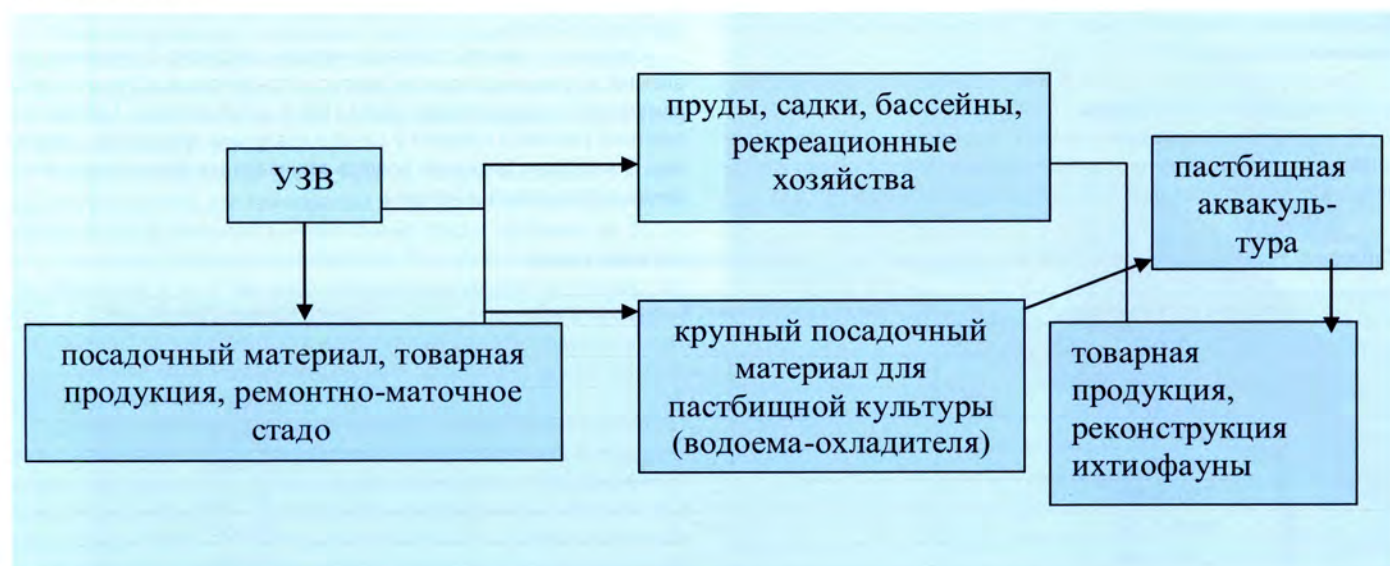 УЗВ
посадочный материал, товарная
продукция, ремонтно-маточное
стадо
пруды, садки, бассейны,
рекреационные
хозяйства
крупный посадочный
материал для
пастбищной культуры
(водоема-охладителя)
пастбищная
аквакуль-
тура
товарная
продукция,
реконструкция
ихтиофауны